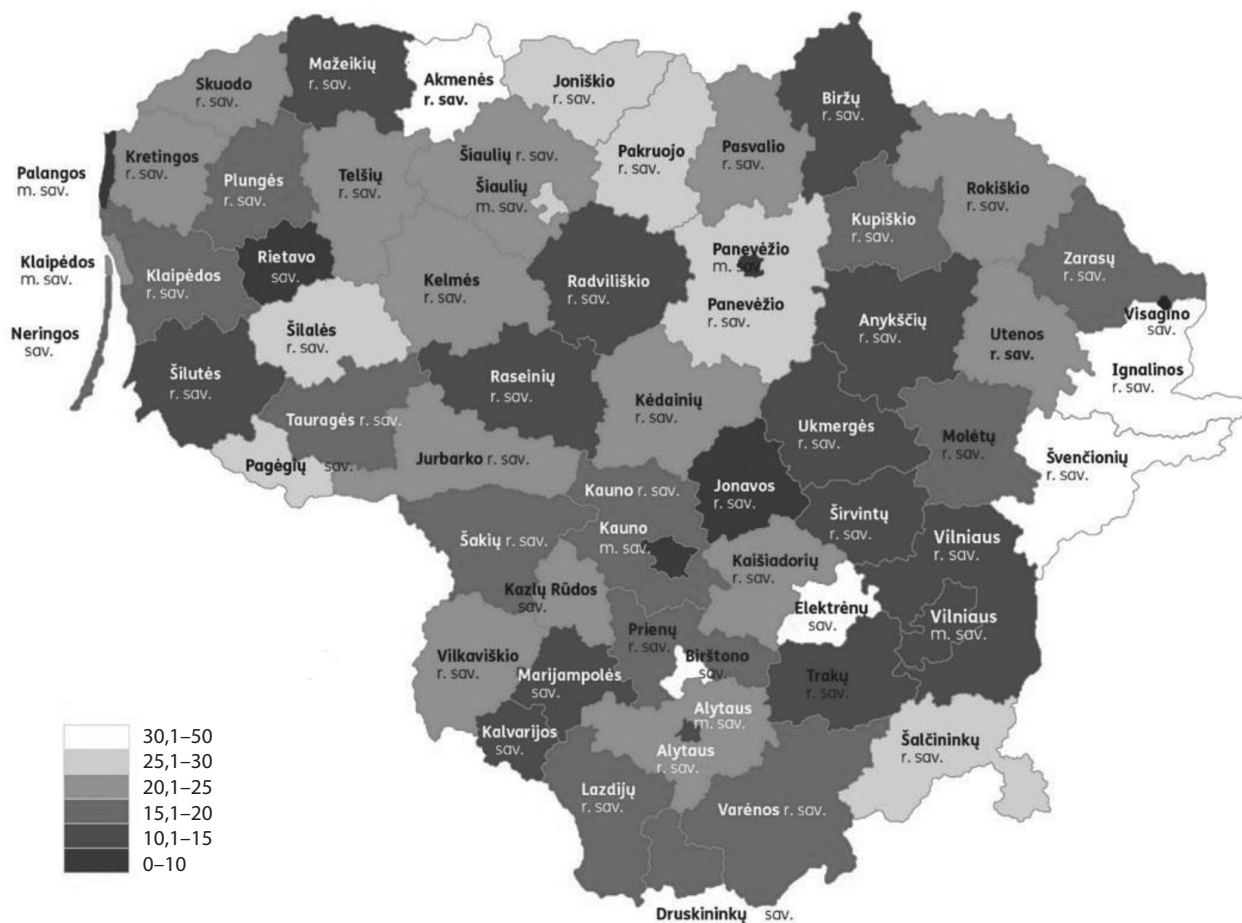 Mažeikių
r. sav.
Skuodo
r. sav.
Akmenės
r. sav.
Joniškio
r. sav.
Biržų
r. sav.
Kretingos
r. sav.
Palangos
m. sav.
Plungės
r. sav.
Telšių
r. sav.
Šiaulių r. sav.
Šiaulių
m. sav.
Pakruojo
r. sav.
Pasvalio
r. sav.
Rokiškio
r. sav.
Kupiškio
r. sav.
Klaipėdos
m. sav.
Klaipėdos
r. sav.
Rietavo
sav.
Kelmės
r. sav.
Radviliškio
r. sav.
Panevėžio
m. sav.
Panevėžio
r. sav.
Zarasų
r. sav.
Neringos
sav.
Šilalės
r. sav.
Anykščių
r. sav.
Utenos
r. sav.
Visagino
sav.
Ignalinos
r. sav.
Šilutės
r. sav.
Raseinių
r. sav.
Kėdainių
r. sav.
Tauragės r. sav.
Ukmergės
r. sav.
Molėtų
r. sav.
Švenčionių
r. sav.
Pagėgių sav.
Jurbarko r. sav.
Kauno r. sav.
Jonavos
r. sav.
Širvintų
r. sav.
Vilniaus
r. sav.
Šakių r. sav.
Kauno
m. sav.
Kaišiadorių
r. sav.
Kazlų Rūdos
sav.
Elektrėnų
sav.
Vilniaus
m. sav.
Prienų
r. sav.
Birštono
sav.
Vilkaviškio
r. sav.
Marijampolės
sav.
Trakų
r. sav.
Alytaus
m. sav.
Kalvarijos
sav.
Alytaus
r. sav.
Šalčininkų
r. sav.
Lazdijų
r. sav.
Varėnos r. sav.
Druskininkų sav.
30,1–50
25,1–30
20,1–25
15,1–20
10,1–15
0–10